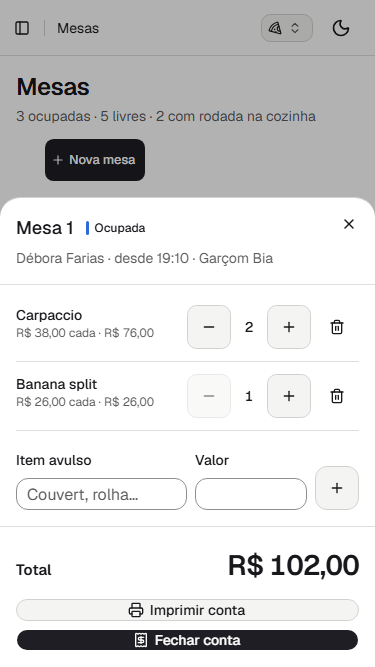 Mesas
Mesas
3 ocupadas · 5 livres · 2 com rodada na cozinha
Nova mesa
Mesa 1 Ocupada
Débora Farias · desde 19:10 · Garçom Bia
Carpaccio
R$ 38,00 cada · R$ 76,00
2
Banana split
R$ 26,00 cada · R$ 26,00
1
Item avulso Valor
Couvert, rolha...
Total R$ 102,00
Imprimir conta
Fechar conta